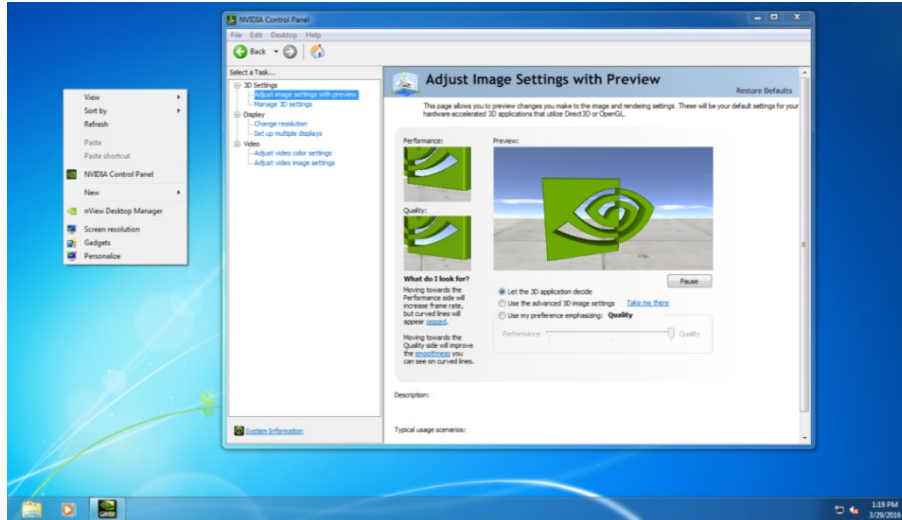 NVIDIA Control Panel
File Edit Desktop Help
Back
View
Sort by
Refresh
Paste
Paste shortcut
NVIDIA Control Panel
New
nView Desktop Manager
Screen resolution
Gadgets
Personalize
Select a Task...
3D Settings
Adjust image settings with preview
Manage 3D settings
Display
Change resolution
Set up multiple displays
Video
Adjust video color settings
Adjust video image settings
System Information
Adjust Image Settings with Preview
Restore Defaults
This page allows you to preview changes you make to the image and rendering settings. These will be your default settings for your
hardware-accelerated 3D applications that utilize Direct3D or OpenGL.
Performance:
Quality:
What do I look for?
Moving towards the
Performance side will
increase frame rate,
but curved lines will
appear jagged.
Moving towards the
Quality side will improve
the smoothness you
can see on curved lines.
Preview:
Pause
Let the 3D application decide
Use the advanced 3D image settings Take me there
Use my preference emphasizing: Quality
Performance Quality
Description:
Typical usage scenarios:
1:19 PM
3/29/2016